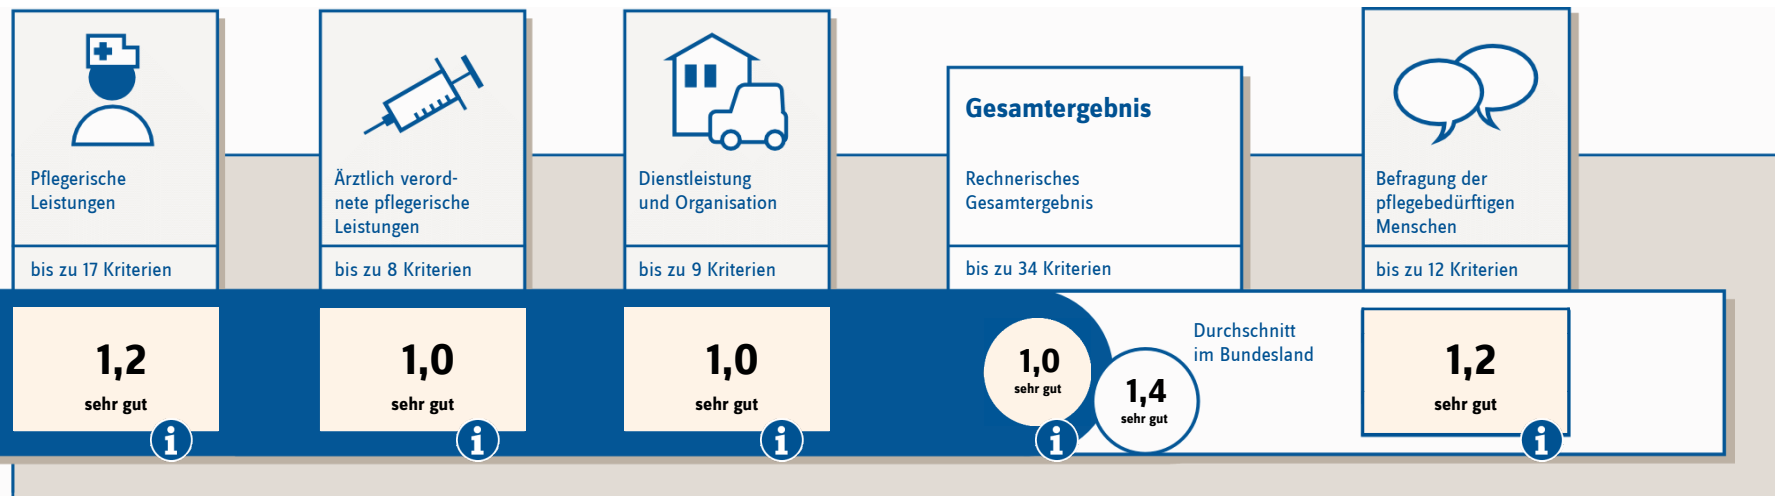 Pflegerische
Leistungen
bis zu 17 Kriterien
1,2
sehr gut
i
Ärztlich verord-
nete pflegerische
Leistungen
bis zu 8 Kriterien
1,0
sehr gut
i
Dienstleistung
und Organisation
bis zu 9 Kriterien
1,0
sehr gut
i
Gesamtergebnis
Rechnerisches
Gesamtergebnis
bis zu 34 Kriterien
1,0
sehr gut
i
1,4
sehr gut
Durchschnitt
im Bundesland
Befragung der
pflegebedürftigen
Menschen
bis zu 12 Kriterien
1,2
sehr gut
i